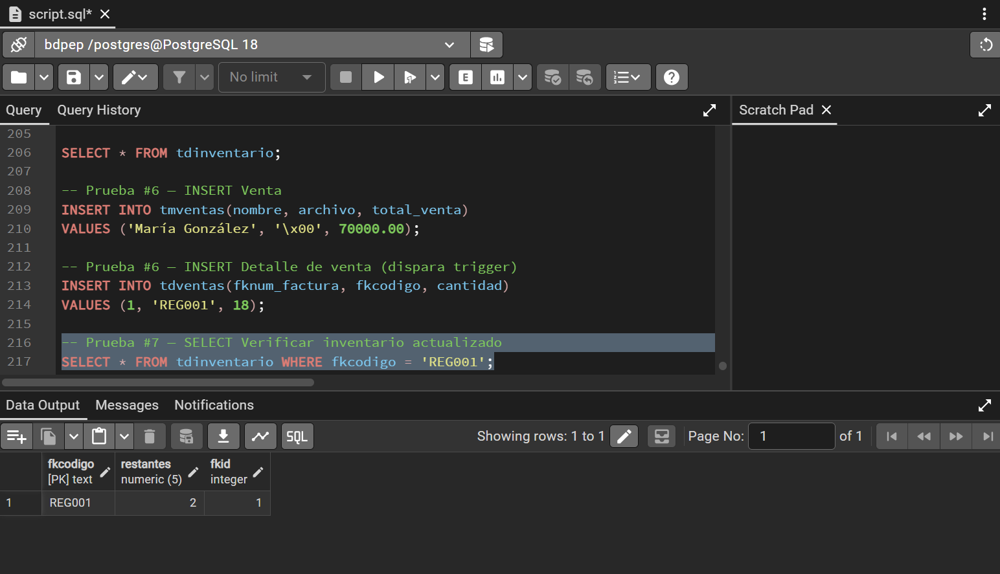 script.sql*
bdpep /postgres@PostgreSQL 18
No limit
E
Query Query History
Scratch Pad
205
206 SELECT * FROM tdinventario;
207
208 -- Prueba #6 — INSERT Venta
209 INSERT INTO tmventas(nombre, archivo, total_venta)
210 VALUES ('María González', '\x00', 70000.00);
211
212 -- Prueba #6 — INSERT Detalle de venta (dispara trigger)
213 INSERT INTO tdventas(fknum_factura, fkcodigo, cantidad)
214 VALUES (1, 'REG001', 18);
215
216 -- Prueba #7 — SELECT Verificar inventario actualizado
217 SELECT * FROM tdinventario WHERE fkcodigo = 'REG001';
Data Output Messages Notifications
SQL Showing rows: 1 to 1 Page No: 1 of 1
fkcodigo restantes fkid
[PK] text numeric (5) integer
1 REG001 2 1